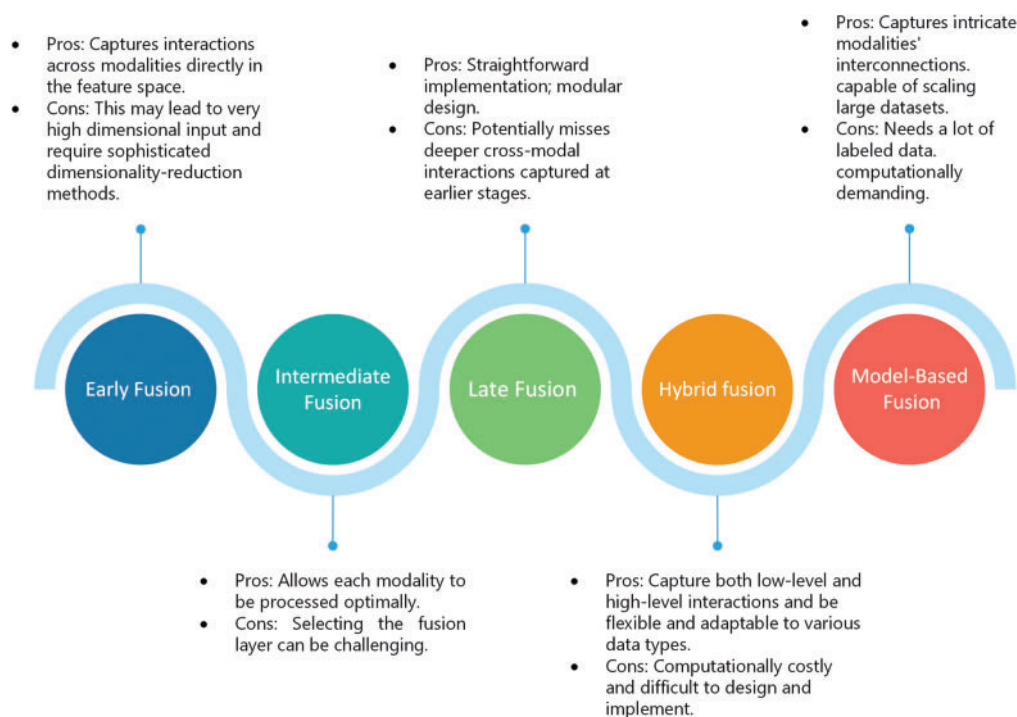 • Pros: Captures interactions
across modalities directly in
the feature space.
• Cons: This may lead to very
high dimensional input and
require sophisticated
dimensionality-reduction
methods.
• Pros: Straightforward
implementation; modular
design.
• Cons: Potentially misses
deeper cross-modal
interactions captured at
earlier stages.
• Pros: Captures intricate
modalities'
interconnections.
capable of scaling
large datasets.
• Cons: Needs a lot of
labeled data.
computationally
demanding.
Early Fusion
Intermediate
Fusion
Late Fusion
Hybrid fusion
Model-Based
Fusion
• Pros: Allows each modality to
be processed optimally.
• Cons: Selecting the fusion
layer can be challenging.
• Pros: Capture both low-level and
high-level interactions and be
flexible and adaptable to various
data types.
• Cons: Computationally costly
and difficult to design and
implement.